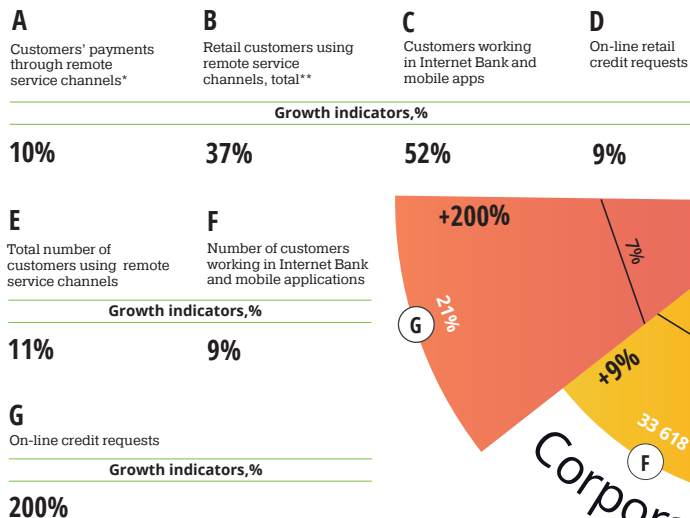 A
Customers’ payments
through remote
service channels*
B
Retail customers using
remote service
channels, total**
C
Customers working
in Internet Bank and
mobile apps
D
On-line retail
credit requests
Growth indicators,%
10%
37%
52%
9%
E
Total number of
customers using remote
service channels
F
Number of customers
working in Internet Bank
and mobile applications
Growth indicators,%
11%
9%
G
On-line credit requests
Growth indicators,%
200%
+200%
7%
21%
G
+9%
33 618
F
Corpor